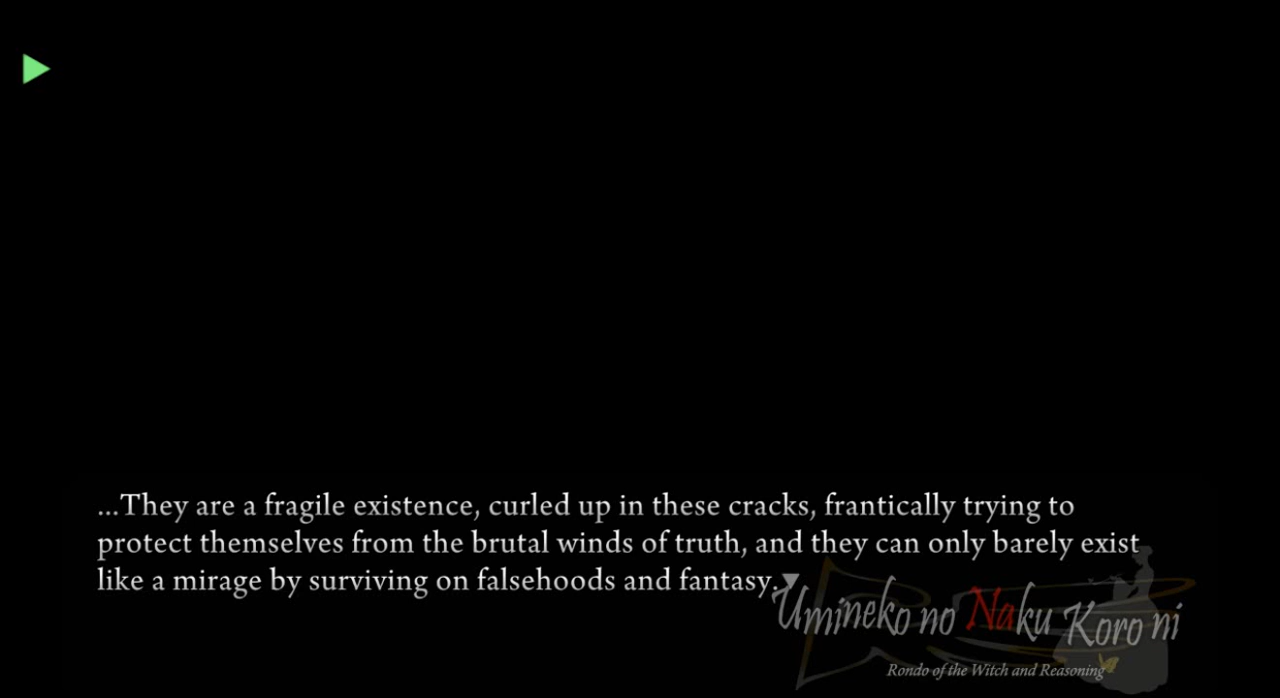 ...They are a fragile existence, curled up in these cracks, frantically trying to
protect themselves from the brutal winds of truth, and they can only barely exist
like a mirage by surviving on falsehoods and fantasy.
Umineko no Naku Koro ni
Rondo of the Witch and Reasoning